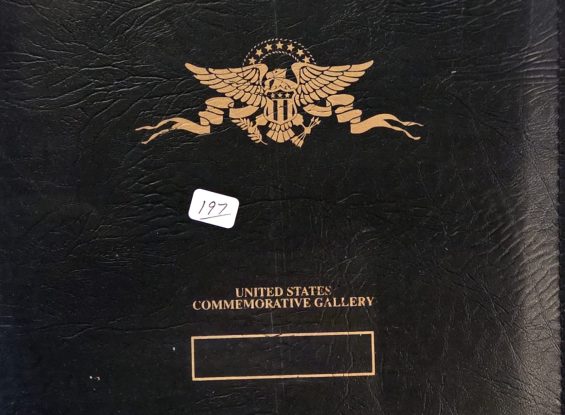 197
UNITED STATES
COMMEMORATIVE GALLERY